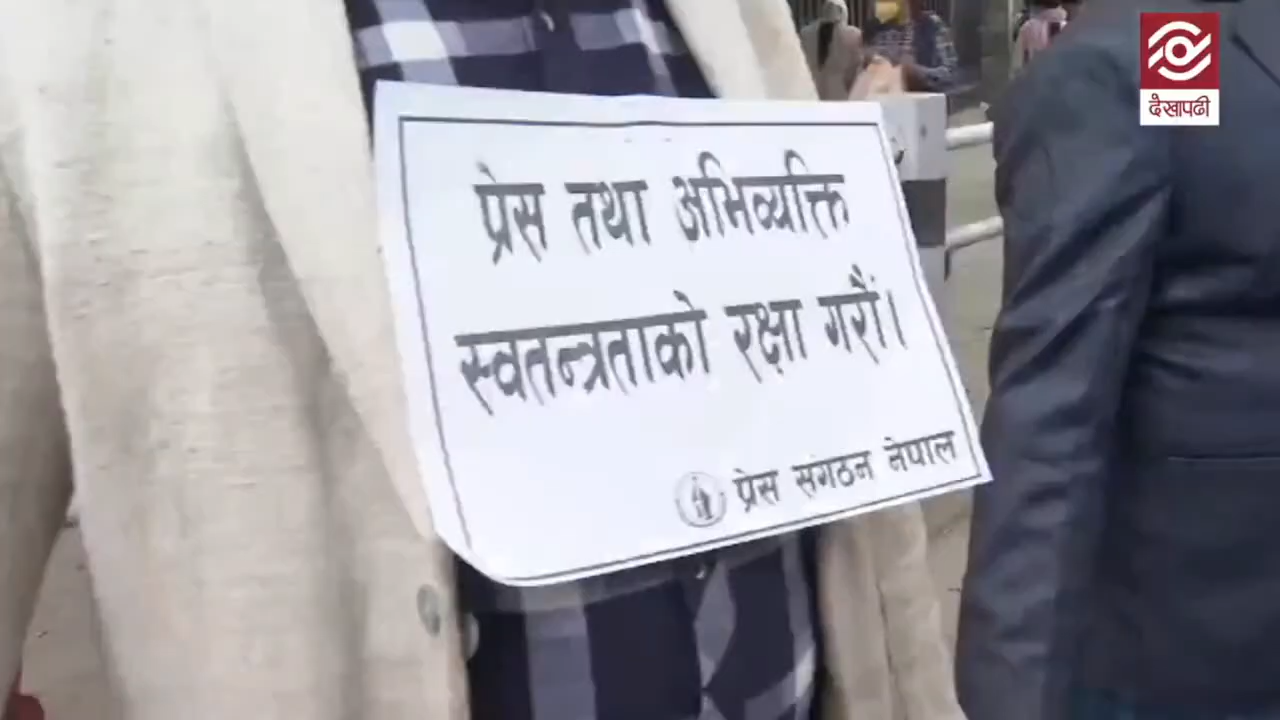 देखापढी
प्रेस तथा अभिव्यक्ति
स्वतन्त्रताको रक्षा गरौं।
प्रेस संगठन नेपाल